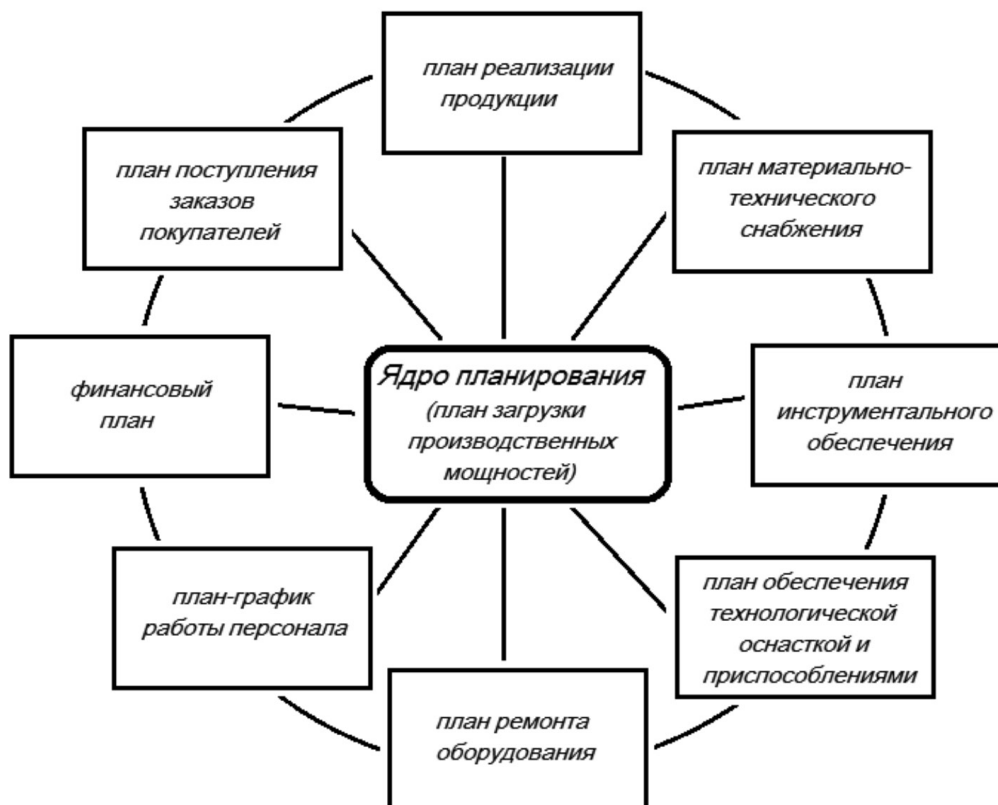 план реализации
продукции
план поступления
заказов
покупателей
план материально-
технического
снабжения
финансовый
план
Ядро планирования
(план загрузки
производственных
мощностей)
план
инструментального
обеспечения
план-график
работы персонала
план обеспечения
технологической
оснасткой и
приспособлениями
план ремонта
оборудования